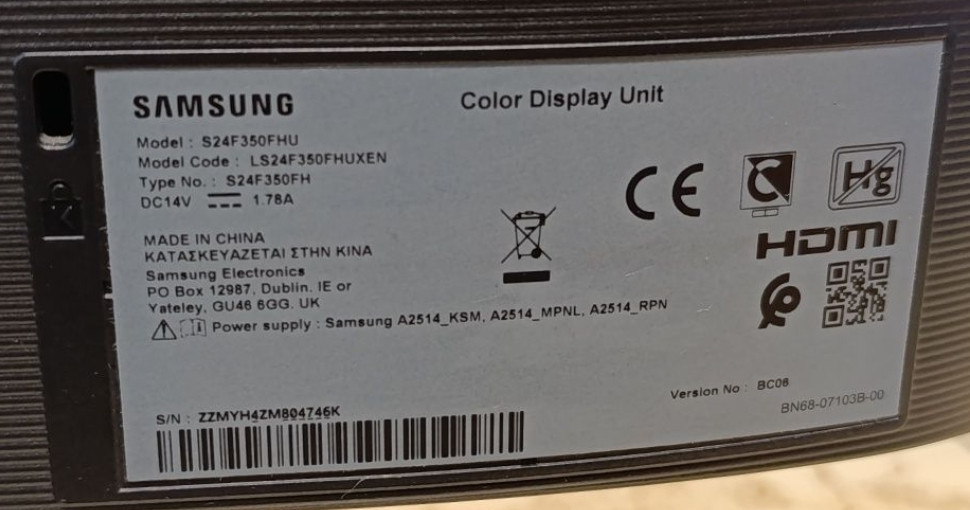 SAMSUNG
Color Display Unit
Model : S24F350FHU
Model Code : LS24F350FHUXEN
Type No. : S24F350FH
DC14V 1.78A
CE
Hg
HDMI
MADE IN CHINA
ΚΑΤΑΣΚΕΥΑΖΕΤΑΙ ΣΤΗΝ ΚΙΝΑ
Samsung Electronics
PO Box 12987, Dublin. IE or
Yateley, GU46 6GG. UK
Power supply : Samsung A2514_KSM, A2514_MPNL, A2514_RPN
Version No : BC06
BN68-07103B-00
S/N : ZZMYH4ZM804746K